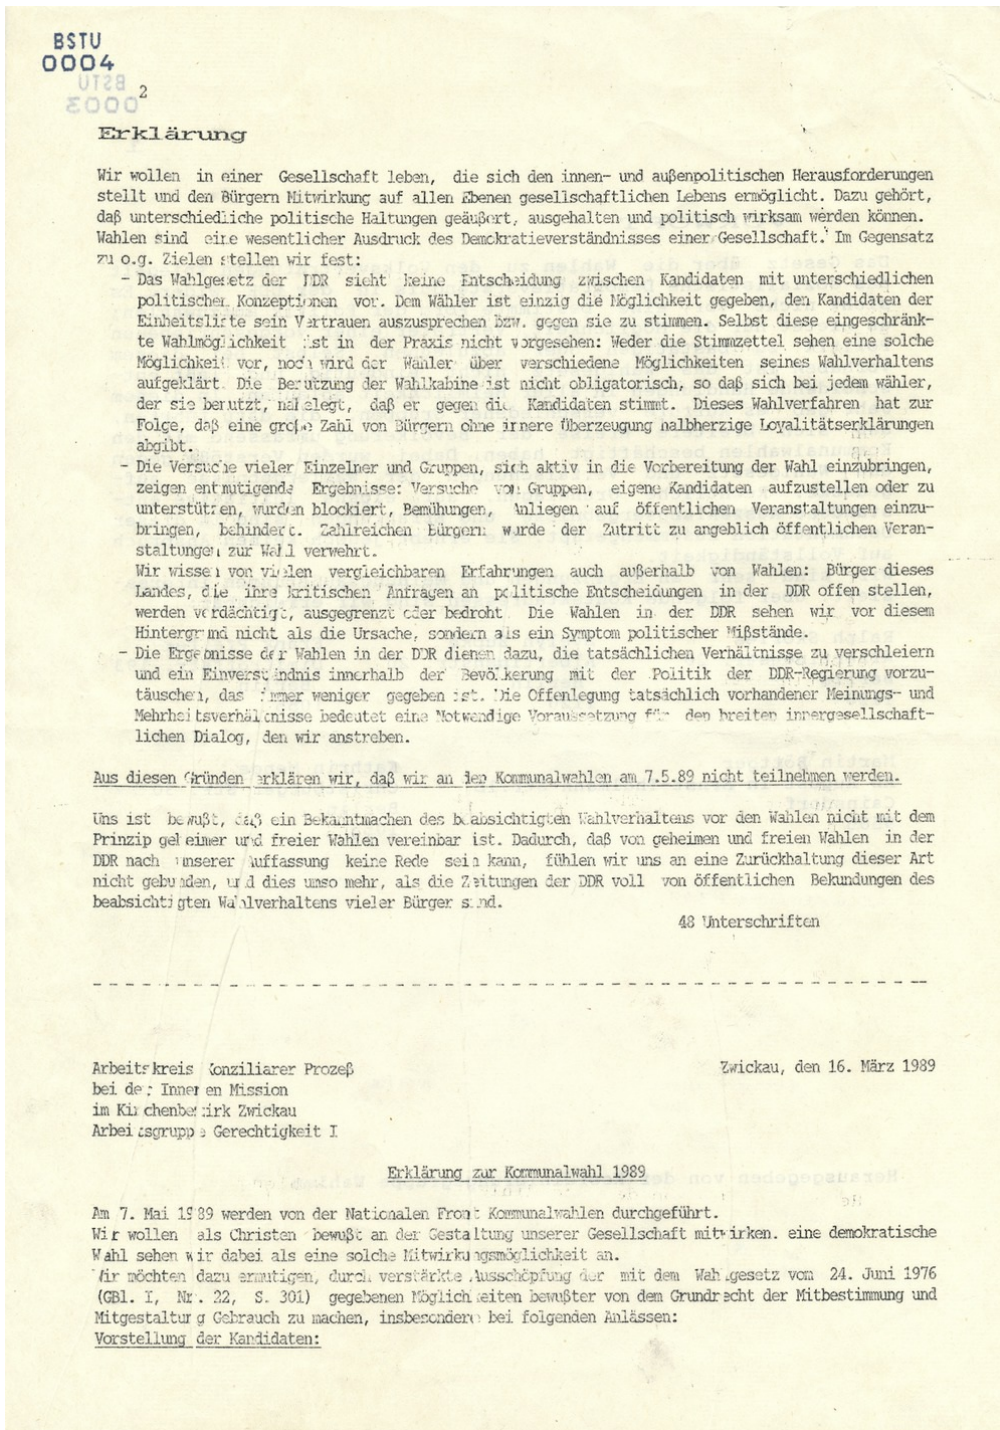 BSTU
0004
BSTU
0003
2
Erklärung
Wir wollen in einer Gesellschaft leben, die sich den innen- und außenpolitischen Herausforderungen
stellt und den Bürgern Mitwirkung auf allen Ebenen gesellschaftlichen Lebens ermöglicht. Dazu gehört,
daß unterschiedliche politische Haltungen geäußert, ausgehalten und politisch wirksam werden können.
Wahlen sind eine wesentlicher Ausdruck des Demokratieverständnisses einer Gesellschaft. Im Gegensatz
zu o.g. Zielen stellen wir fest:
- Das Wahlgesetz der DDR sieht keine Entscheidung zwischen Kandidaten mit unterschiedlichen
politischen Konzeptionen vor. Dem Wähler ist einzig die Möglichkeit gegeben, den Kandidaten der
Einheitsliste sein Vertrauen auszusprechen bzw. gegen sie zu stimmen. Selbst diese eingeschränk-
te Wahlmöglichkeit ist in der Praxis nicht vorgesehen: Weder die Stimmzettel sehen eine solche
Möglichkeit vor, noch wird der Wähler über verschiedene Möglichkeiten seines Wahlverhaltens
aufgeklärt. Die Benutzung der Wahlkabine ist nicht obligatorisch, so daß sich bei jedem wähler,
der sie benutzt, nahelegt, daß er gegen die Kandidaten stimmt. Dieses Wahlverfahren hat zur
Folge, daß eine große Zahl von Bürgern ohne innere Überzeugung halbherzige Loyalitätserklärungen
abgibt.
- Die Versuche vieler Einzelner und Gruppen, sich aktiv in die Vorbereitung der Wahl einzubringen,
zeigen entmutigende Ergebnisse: Versuche von Gruppen, eigene Kandidaten aufzustellen oder zu
unterstützen, wurden blockiert, Bemühungen, Anliegen auf öffentlichen Veranstaltungen einzu-
bringen, behindert. Zahlreichen Bürgern wurde der Zutritt zu angeblich öffentlichen Veran-
staltungen zur Wahl verwehrt.
Wir wissen von vielen vergleichbaren Erfahrungen auch außerhalb von Wahlen: Bürger dieses
Landes, die ihre kritischen Anfragen an politische Entscheidungen in der DDR offen stellen,
werden verdächtigt, ausgegrenzt oder bedroht. Die Wahlen in der DDR sehen wir vor diesem
Hintergrund nicht als die Ursache, sondern als ein Symptom politischer Mißstände.
- Die Ergebnisse der Wahlen in der DDR dienen dazu, die tatsächlichen Verhältnisse zu verschleiern
und ein Einverständnis innerhalb der Bevölkerung mit der Politik der DDR-Regierung vorzu-
täuschen, das immer weniger gegeben ist. Die Offenlegung tatsächlich vorhandener Meinungs- und
Mehrheitsverhältnisse bedeutet eine Notwendige Voraussetzung für den breiten innergesellschaft-
lichen Dialog, den wir anstreben.
Aus diesen Gründen erklären wir, daß wir an den Kommunalwahlen am 7.5.89 nicht teilnehmen werden.
Uns ist bewußt, daß ein Bekanntmachen des beabsichtigten Wahlverhaltens vor den Wahlen nicht mit dem
Prinzip geheimer und freier Wahlen vereinbar ist. Dadurch, daß von geheimen und freien Wahlen in der
DDR nach unserer Auffassung keine Rede sein kann, fühlen wir uns an eine Zurückhaltung dieser Art
nicht gebunden, und dies umso mehr, als die Zeitungen der DDR voll von öffentlichen Bekundungen des
beabsichtigten Wahlverhaltens vieler Bürger sind.
48 Unterschriften
Arbeitskreis Konziliarer Prozeß
Zwickau, den 16. März 1989
bei der Inneren Mission
im Kirchenbezirk Zwickau
Arbeitsgruppe Gerechtigkeit I
Erklärung zur Kommunalwahl 1989
Am 7. Mai 1989 werden von der Nationalen Front Kommunalwahlen durchgeführt.
Wir wollen als Christen bewußt an der Gestaltung unserer Gesellschaft mitwirken. eine demokratische
Wahl sehen wir dabei als eine solche Mitwirkungsmöglichkeit an.
Wir möchten dazu ermutigen, durch verstärkte Ausschöpfung der mit dem Wahlgesetz vom 24. Juni 1976
(GBl. I, Nr. 22, S. 301) gegebenen Möglichkeiten bewußter von dem Grundrecht der Mitbestimmung und
Mitgestaltung Gebrauch zu machen, insbesondere bei folgenden Anlässen:
Vorstellung der Kandidaten: